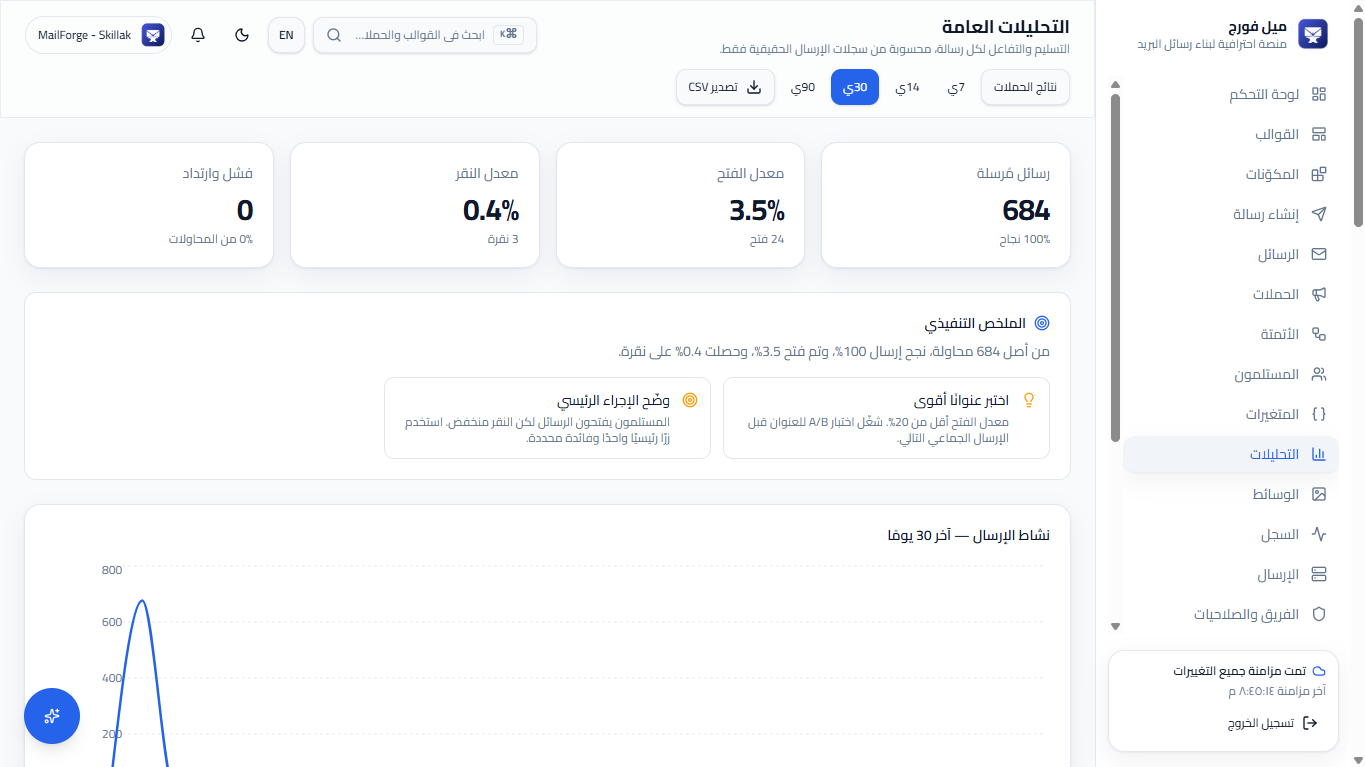 ميل فورج
منصة احترافية لبناء رسائل البريد
لوحة التحكم
القوالب
المكوّنات
إنشاء رسالة
الرسائل
الحملات
الأتمتة
المستلمون
المتغيرات
التحليلات
الوسائط
السجل
الإرسال
الفريق والصلاحيات
تمت مزامنة جميع التغييرات
آخر مزامنة ٨:٤٥:١٤ م
تسجيل الخروج
التحليلات العامة
التسليم والتفاعل لكل رسالة، محسوبة من سجلات الإرسال الحقيقية فقط.
⌘K
ابحث في القوالب والحملا...
EN
MailForge - Skillak
نتائج الحملات
7ي
14ي
30ي
90ي
تصدير CSV
رسائل مُرسلة
684
100% نجاح
معدل الفتح
3.5%
24 فتح
معدل النقر
0.4%
3 نقرة
فشل وارتداد
0
0% من المحاولات
الملخص التنفيذي
من أصل 684 محاولة، نجح إرسال 100%، وتم فتح 3.5%، وحصلت 0.4% على نقرة.
اختبر عنوانًا أقوى
معدل الفتح أقل من 20%. شغّل اختبار A/B للعنوان قبل
الإرسال الجماعي التالي.
وضّح الإجراء الرئيسي
المستلمون يفتحون الرسائل لكن النقر منخفض. استخدم
زرًا رئيسيًا واحدًا وفائدة محددة.
نشاط الإرسال — آخر 30 يومًا
800
600
400
200